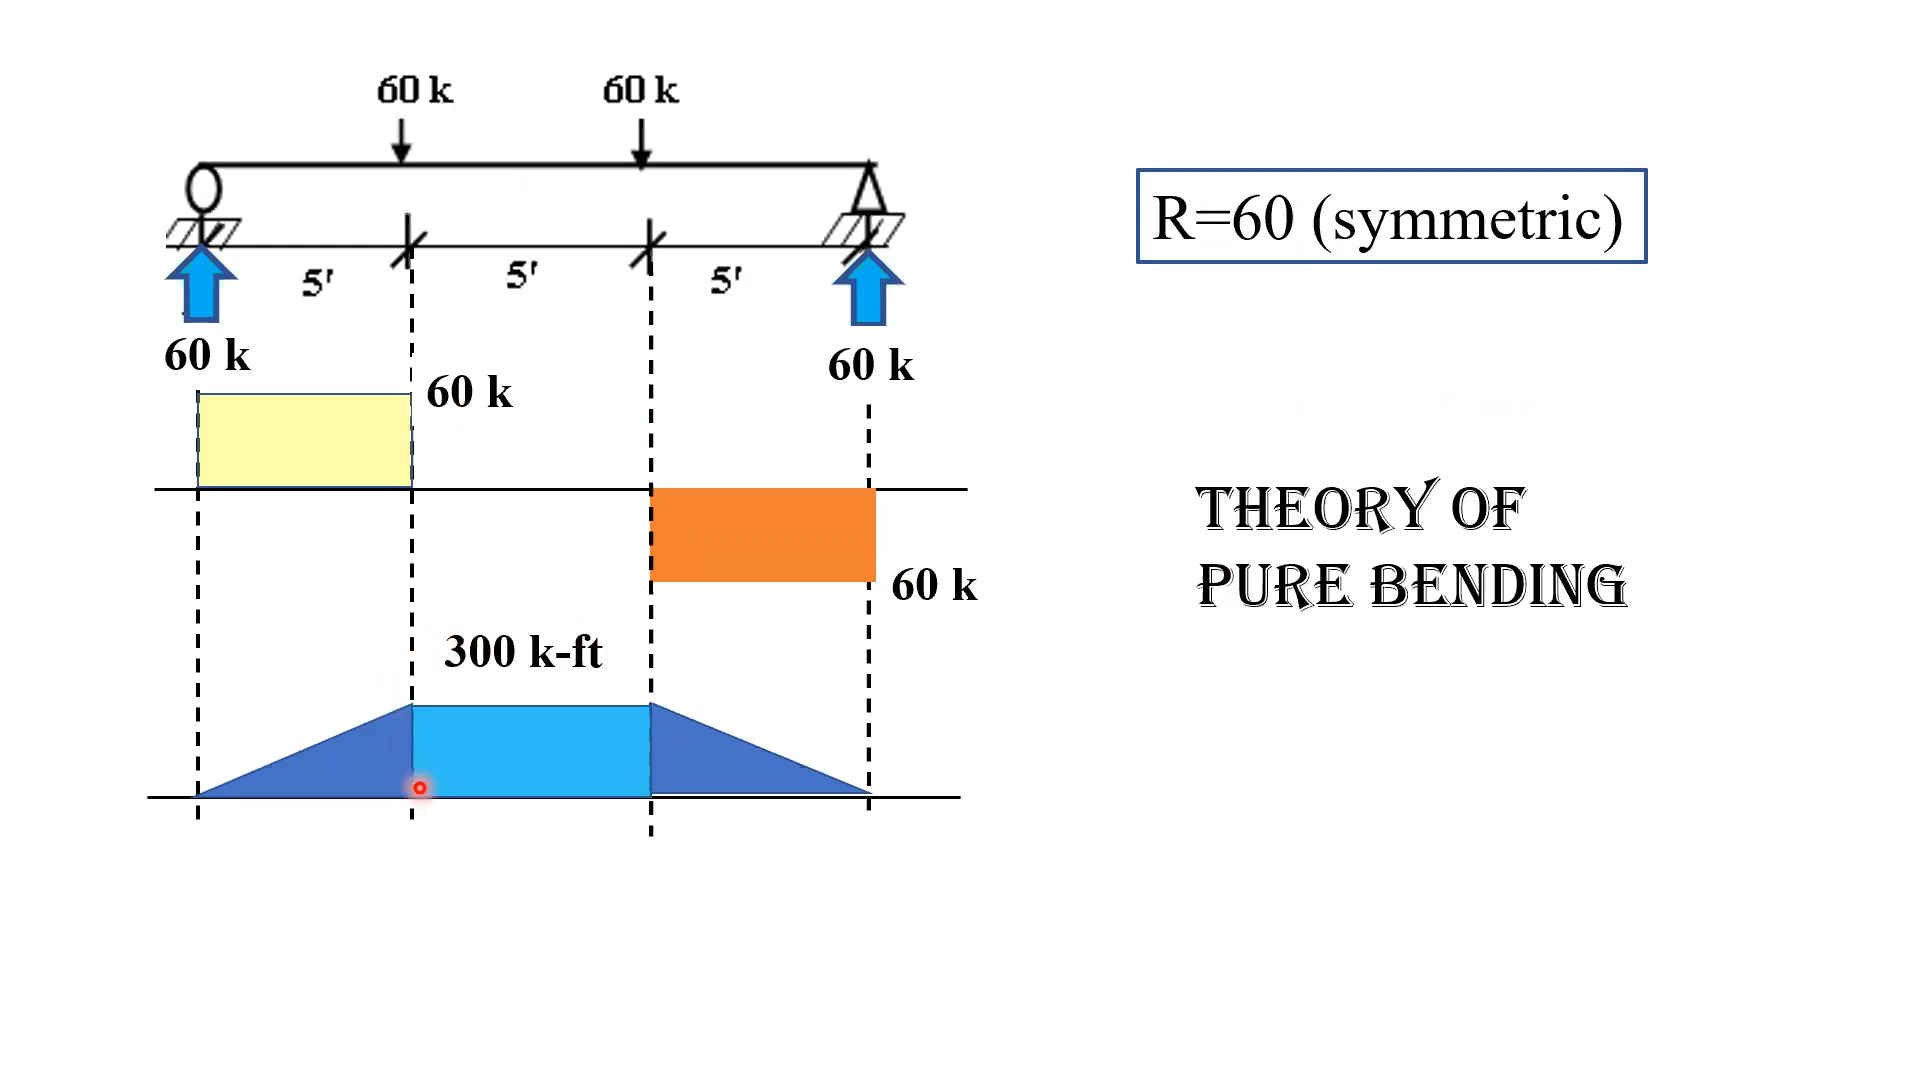 60 k
60 k
R=60 (symmetric)
5'
5'
5'
60 k
60 k
60 k
THEORY OF
PURE BENDING
60 k
300 k-ft